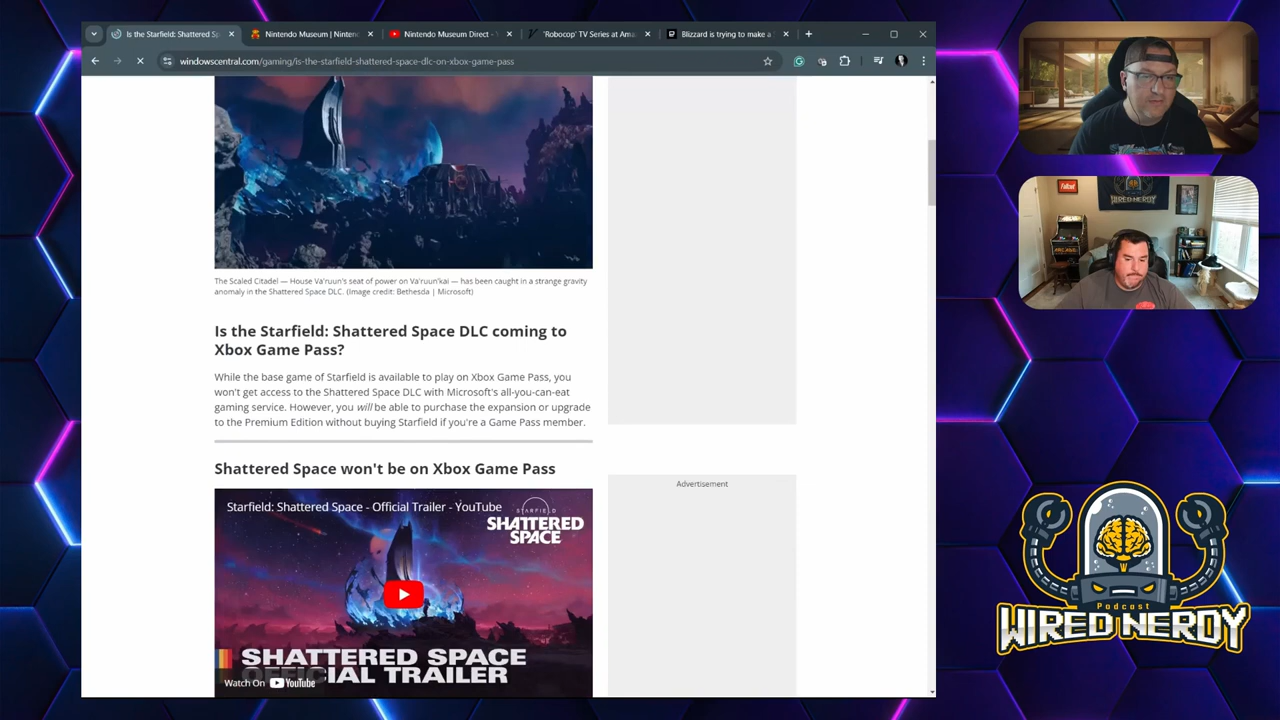 Is the Starfield: Shattered Sp
Nintendo Museum | Ninten
Nintendo Museum Direct -
'Robocop' TV Series at Ama
Blizzard is trying to make a
windowscentral.com/gaming/is-the-starfield-shattered-space-dlc-on-xbox-game-pass
The Scaled Citadel — House Va'ruun's seat of power on Va'ruun'kai — has been caught in a strange gravity
anomaly in the Shattered Space DLC. (Image credit: Bethesda | Microsoft)
Is the Starfield: Shattered Space DLC coming to
Xbox Game Pass?
While the base game of Starfield is available to play on Xbox Game Pass, you
won't get access to the Shattered Space DLC with Microsoft's all-you-can-eat
gaming service. However, you will be able to purchase the expansion or upgrade
to the Premium Edition without buying Starfield if you're a Game Pass member.
Shattered Space won't be on Xbox Game Pass
Starfield: Shattered Space - Official Trailer - YouTube
STARFIELD
SHATTERED
SPACE
SHATTERED SPACE
OFFICIAL TRAILER
Watch On YouTube
Advertisement
Fallout
WIRED NERDY
ARCADE
Podcast
WIRED NERDY